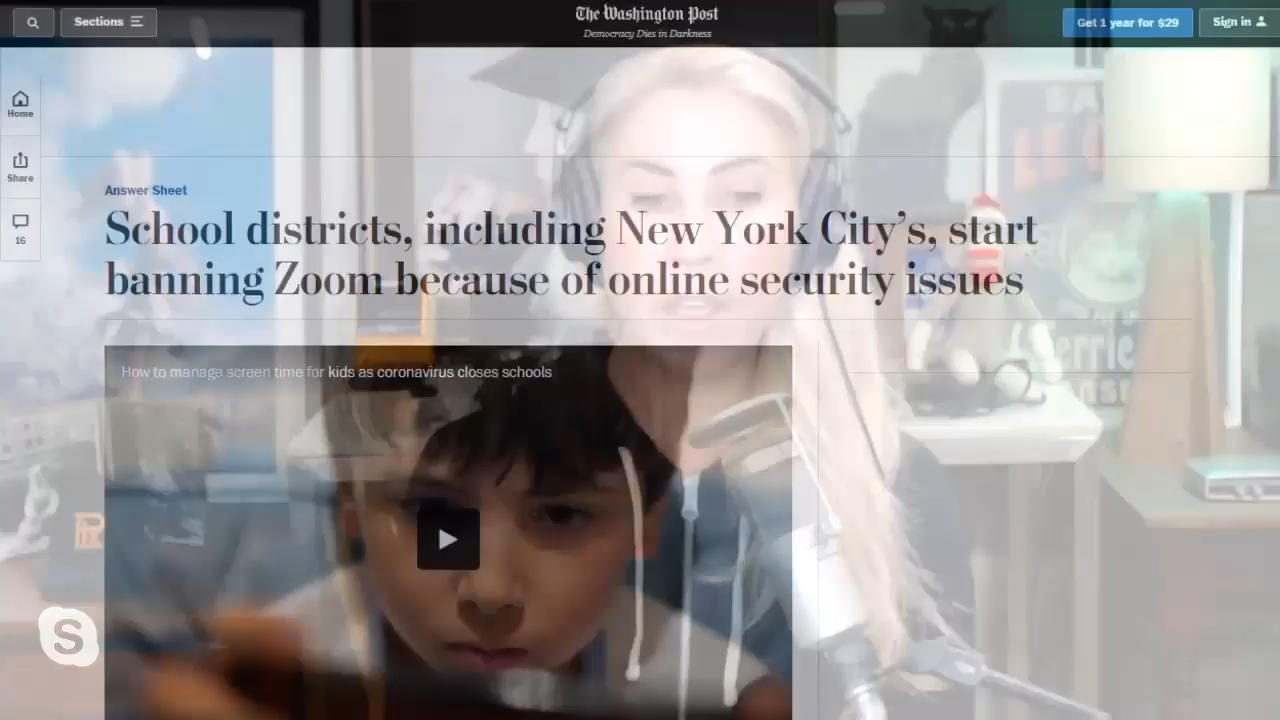 Sections
The Washington Post
Democracy Dies in Darkness
Get 1 year for $29
Sign in
Home
Share
16
Answer Sheet
School districts, including New York City's, start
banning Zoom because of online security issues
How to manage screen time for kids as coronavirus closes schools
S